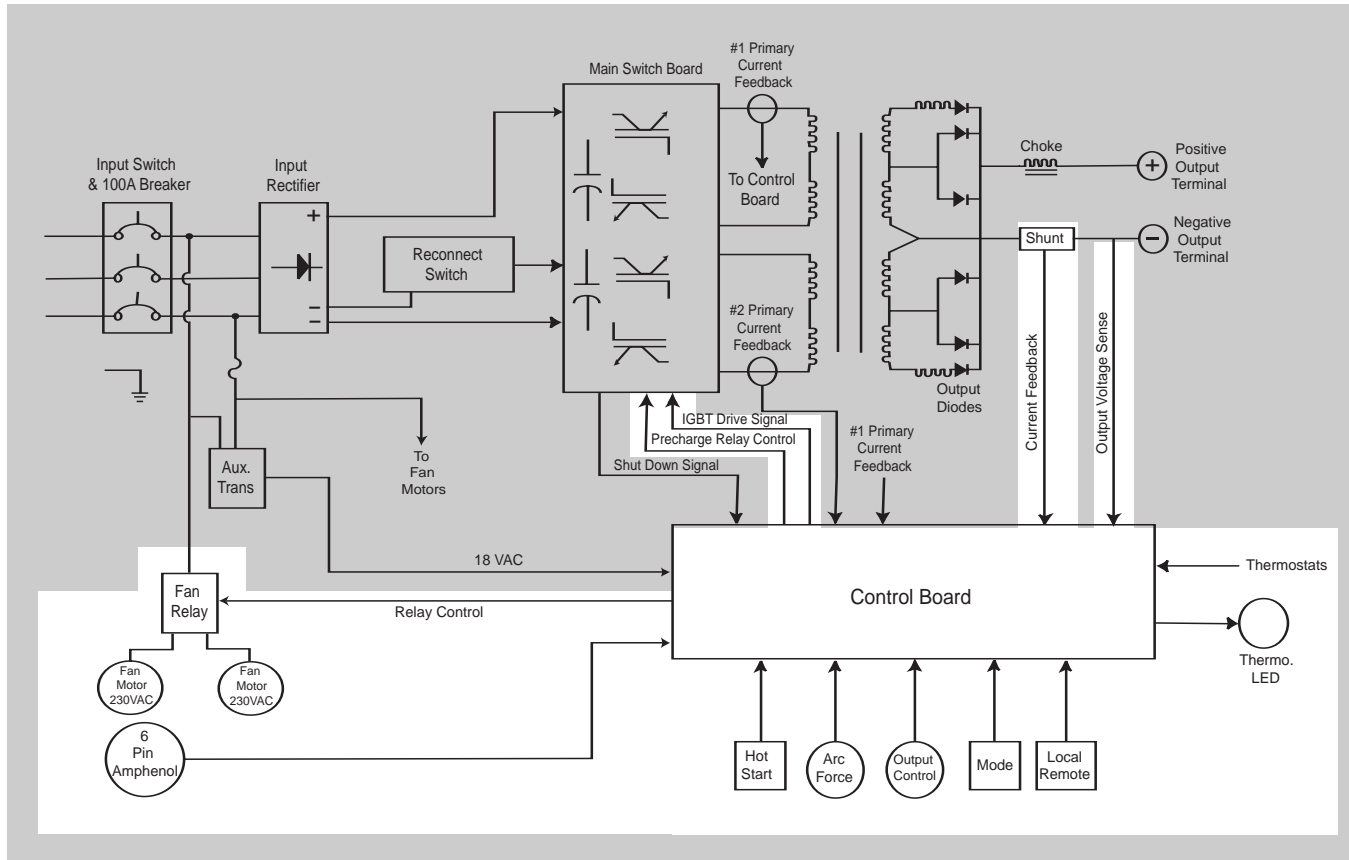 #1 Primary
Current
Feedback
Main Switch Board
Input Switch
& 100A Breaker
Input
Rectifier
+
–
–
Reconnect
Switch
To Control
Board
#2 Primary
Current
Feedback
Choke
+
Positive
Output
Terminal
Shunt
–
Negative
Output
Terminal
Output
Diodes
Current Feedback
Output Voltage Sense
IGBT Drive Signal
Precharge Relay Control
Shut Down Signal
#1 Primary
Current
Feedback
To
Fan
Motors
Aux.
Trans
18 VAC
Fan
Relay
Relay Control
Control Board
Thermostats
Thermo.
LED
Fan
Motor
230VAC
Fan
Motor
230VAC
6
Pin
Amphenol
Hot
Start
Arc
Force
Output
Control
Mode
Local
Remote